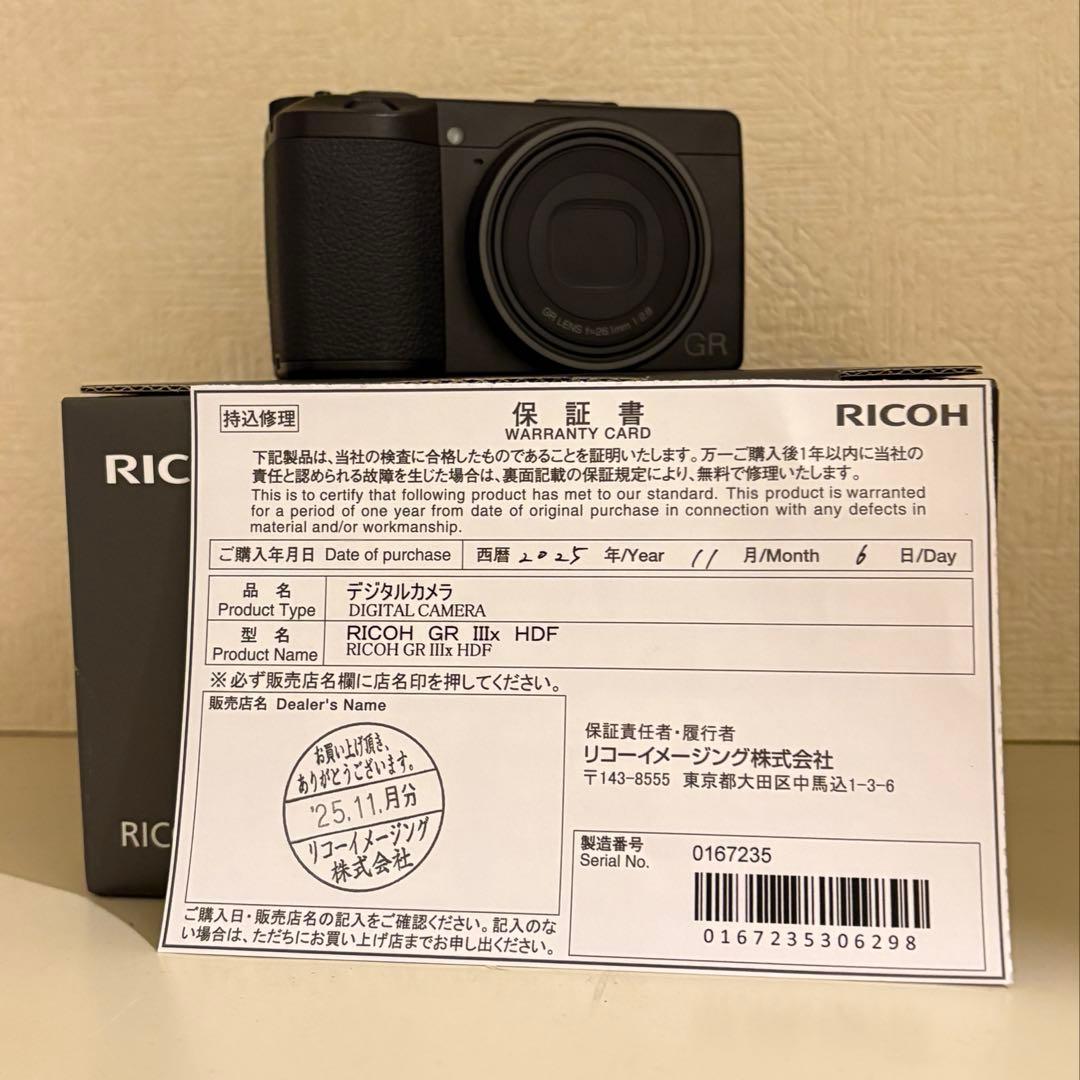 GR LENS f=26.1mm 1:2.8
GR
RIC
RIC
持込修理
保証書
WARRANTY CARD
RICOH
下記製品は、当社の検査に合格したものであることを証明いたします。万一ご購入後1年以内に当社の
責任と認められる故障を生じた場合は、裏面記載の保証規定により、無料で修理いたします。
This is to certify that following product has met to our standard. This product is warranted
for a period of one year from date of original purchase in connection with any defects in
material and/or workmanship.
ご購入年月日 Date of purchase 西暦 2025 年/Year 11 月/Month 6 日/Day
品名 デジタルカメラ
Product Type DIGITAL CAMERA
型名 RICOH GR IIIx HDF
Product Name RICOH GR IIIx HDF
※必ず販売店名欄に店名印を押してください。
販売店名 Dealer's Name
お買い上げ頂き、
ありがとうございます。
'25.11.月分
リコーイメージング
株式会社
保証責任者・履行者
リコーイメージング株式会社
〒143-8555 東京都大田区中馬込1-3-6
製造番号
Serial No. 0167235
0167235306298
ご購入日・販売店名の記入をご確認ください。記入のな
い場合は、ただちにお買い上げ店までお申し出ください。